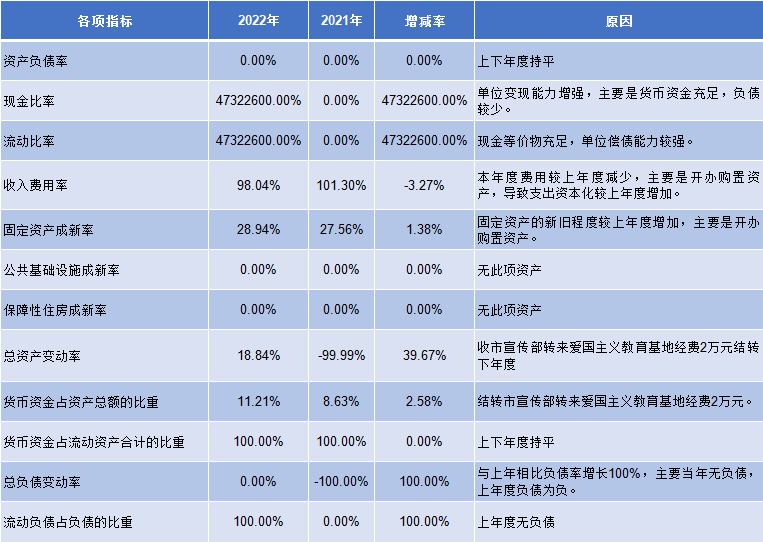 各项指标 2022年 2021年 增减率 原因
资产负债率 0.00% 0.00% 0.00% 上下年度持平
现金比率 47322600.00% 0.00% 47322600.00% 单位变现能力增强，主要是货币资金充足，负债
较少。
流动比率 47322600.00% 0.00% 47322600.00% 现金等价物充足，单位偿债能力较强。
收入费用率 98.04% 101.30% -3.27% 本年度费用较上年度减少，主要是开办购置资
产，导致支出资本化较上年度增加。
固定资产成新率 28.94% 27.56% 1.38% 固定资产的新旧程度较上年度增加，主要是开办
购置资产。
公共基础设施成新率 0.00% 0.00% 0.00% 无此项资产
保障性住房成新率 0.00% 0.00% 0.00% 无此项资产
总资产变动率 18.84% -99.99% 39.67% 收市宣传部转来爱国主义教育基地经费2万元结转
下年度
货币资金占资产总额的比重 11.21% 8.63% 2.58% 结转市宣传部转来爱国主义教育基地经费2万元。
货币资金占流动资产合计的比重 100.00% 100.00% 0.00% 上下年度持平
总负债变动率 0.00% -100.00% 100.00% 与上年相比负债率增长100%，主要当年无负债，
上年度负债为负。
流动负债占负债的比重 100.00% 0.00% 100.00% 上年度无负债